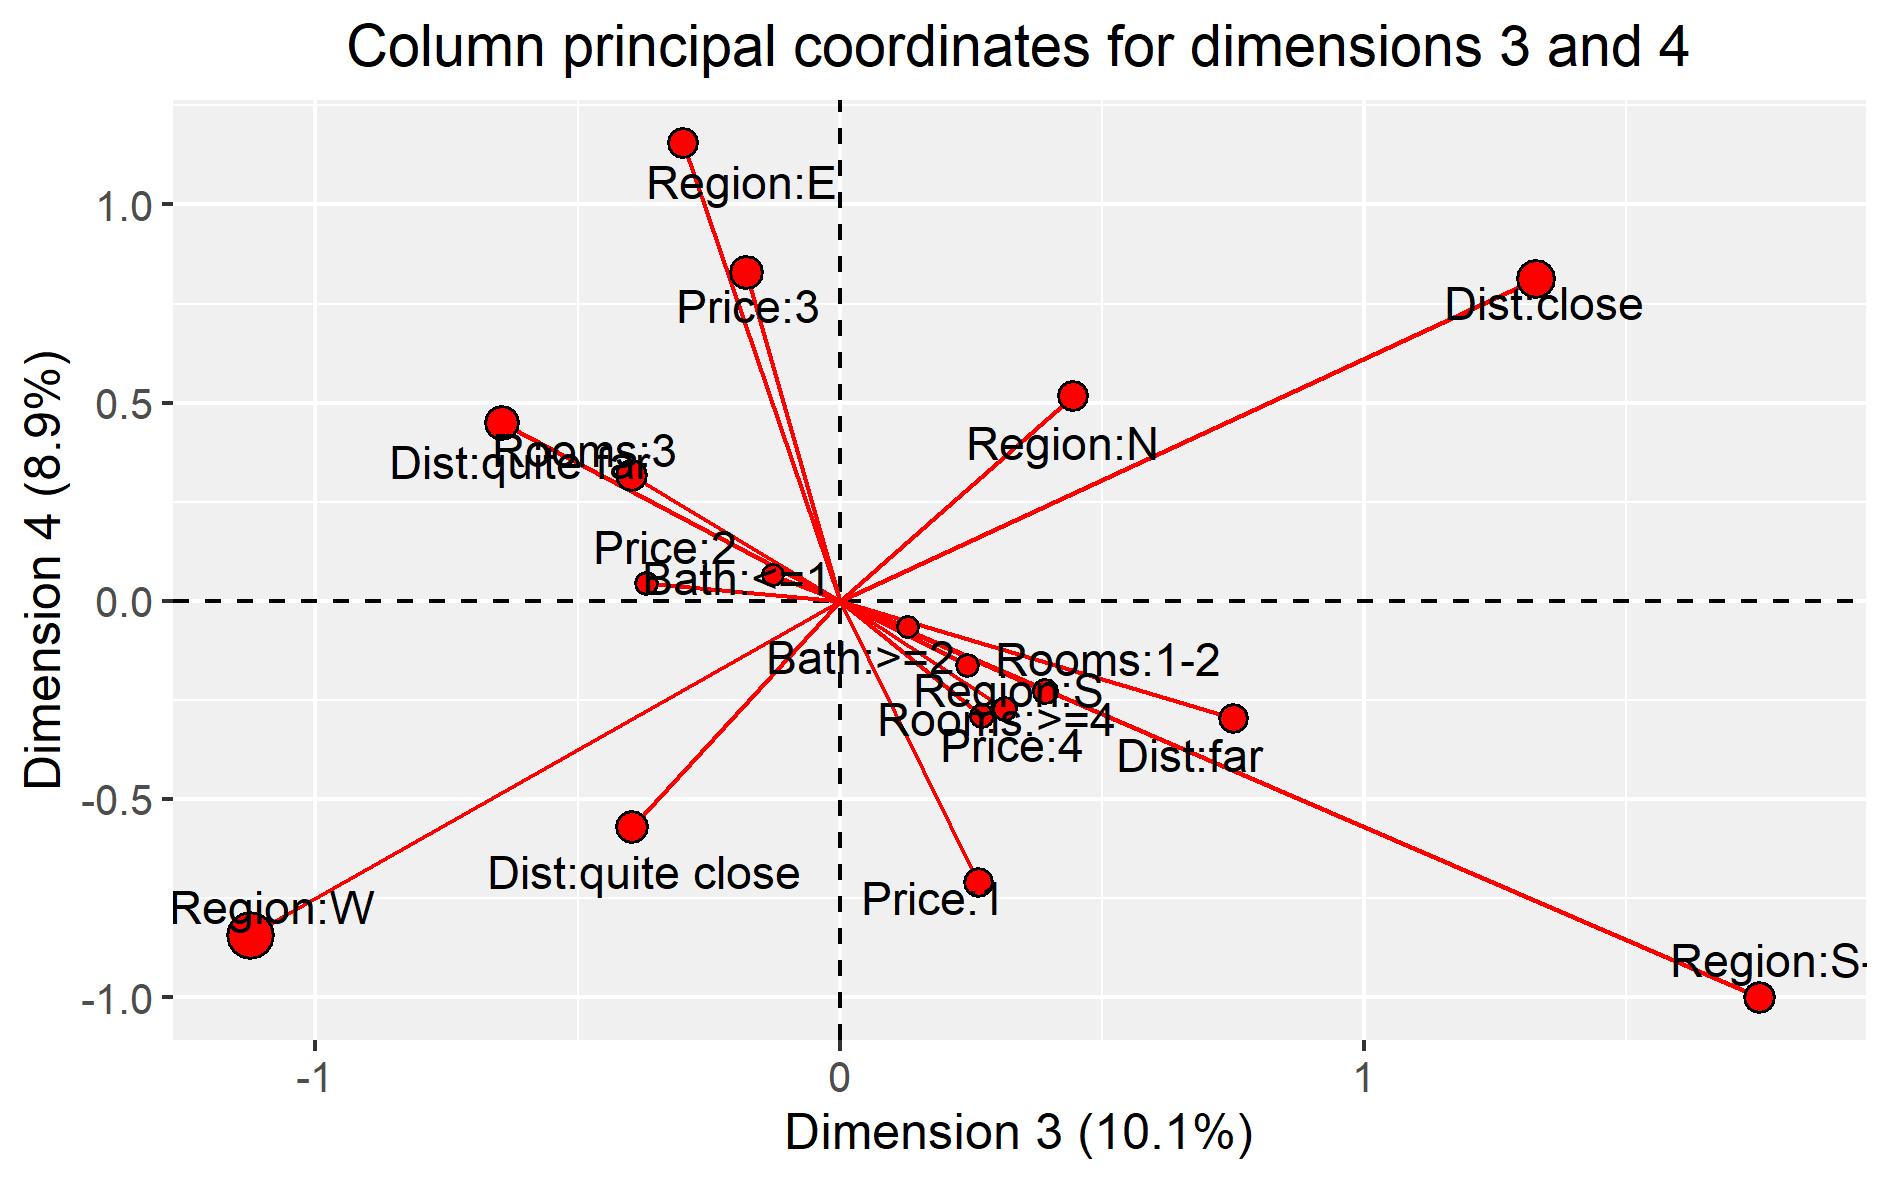 Column principal coordinates for dimensions 3 and 4
Dimension 4 (8.9%)
1.0
0.5
0.0
-0.5
-1.0
Region:E
Price:3
Dist:close
Region:N
Rooms:3
Dist:quite far
Price:2
Bath:<=1
Bath:>=2
Rooms:1-2
Region:S
Rooms:>=4
Price:4
Dist:far
Dist:quite close
Price:1
Region:W
Region:S-
-1
0
1
Dimension 3 (10.1%)